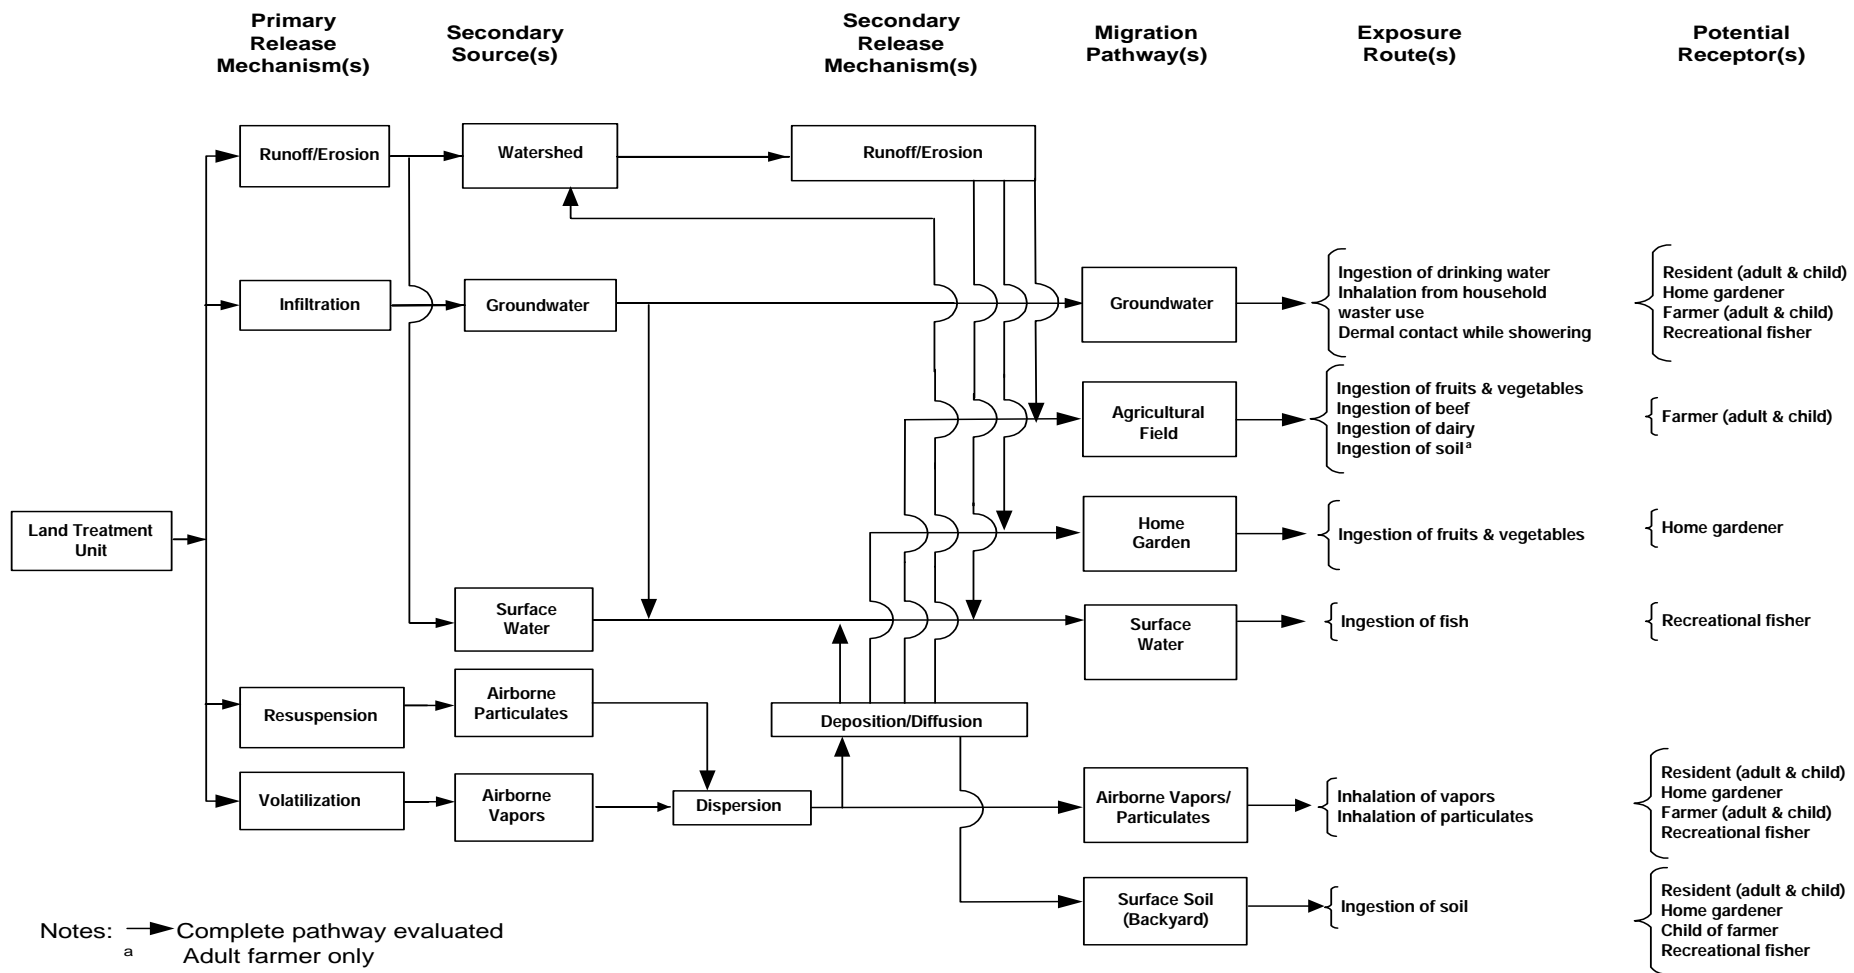 Primary
Release
Mechanism(s)
Secondary
Source(s)
Secondary
Release
Mechanism(s)
Migration
Pathway(s)
Exposure
Route(s)
Potential
Receptor(s)
Runoff/Erosion
Watershed
Runoff/Erosion
Infiltration
Groundwater
Groundwater
Ingestion of drinking water
Inhalation from household
waster use
Dermal contact while showering
Resident (adult & child)
Home gardener
Farmer (adult & child)
Recreational fisher
Agricultural
Field
Ingestion of fruits & vegetables
Ingestion of beef
Ingestion of dairy
Ingestion of soil a
Farmer (adult & child)
Land Treatment
Unit
Home
Garden
Ingestion of fruits & vegetables
Home gardener
Surface
Water
Surface
Water
Ingestion of fish
Recreational fisher
Resuspension
Airborne
Particulates
Deposition/Diffusion
Volatilization
Airborne
Vapors
Dispersion
Airborne Vapors/
Particulates
Inhalation of vapors
Inhalation of particulates
Resident (adult & child)
Home gardener
Farmer (adult & child)
Recreational fisher
Surface Soil
(Backyard)
Ingestion of soil
Resident (adult & child)
Home gardener
Child of farmer
Recreational fisher
Notes: Complete pathway evaluated
a Adult farmer only